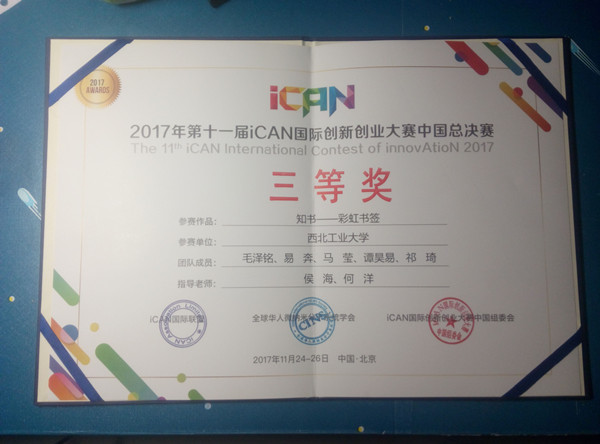 2017
AWARDS
iCAN
2017年第十一届iCAN国际创新创业大赛中国总决赛
The 11th iCAN International Contest of innovAtioN 2017
三等奖
参赛作品： 知书——彩虹书签
参赛单位： 西北工业大学
团队成员： 毛泽铭、易 奔、马 莹、谭昊易、祁 琦
指导老师： 侯 海、何 洋
iCAN国际联盟 全球华人微纳米分子系统学会 iCAN国际创新创业大赛中国组委会
2017年11月24-26日 中国·北京